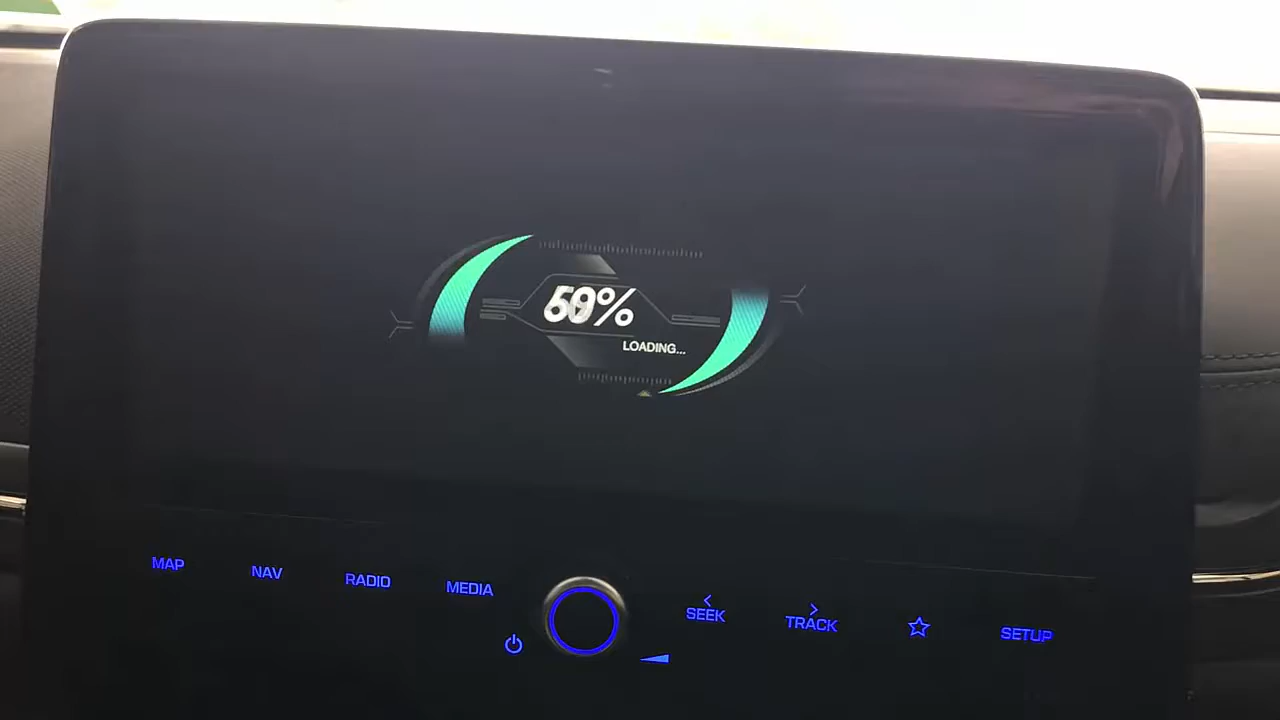 LOADING...
MAP
NAV
RADIO
MEDIA
SEEK
TRACK
SETUP